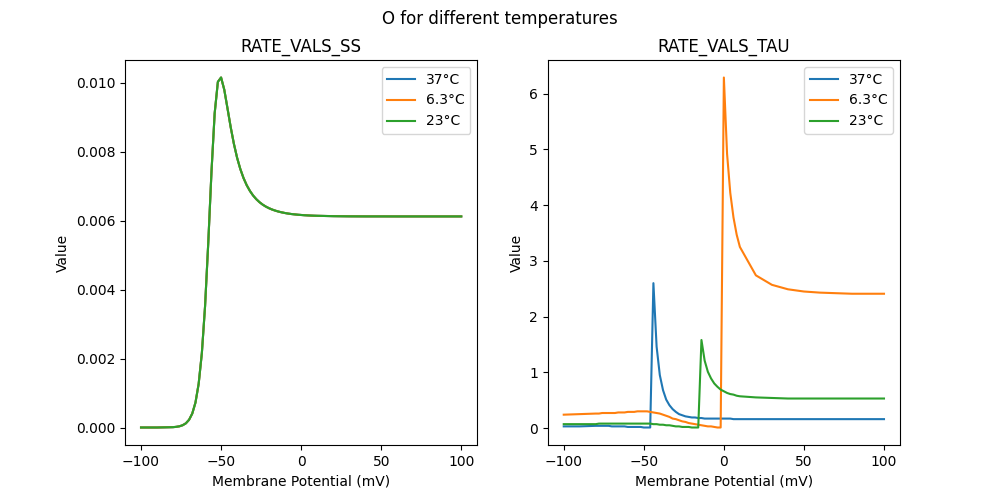 O for different temperatures
RATE_VALS_SS
RATE_VALS_TAU
Value
0.010
0.008
0.006
0.004
0.002
0.000
37°C
6.3°C
23°C
−100
−50
0
50
100
Membrane Potential (mV)
Value
6
5
4
3
2
1
0
37°C
6.3°C
23°C
−100
−50
0
50
100
Membrane Potential (mV)